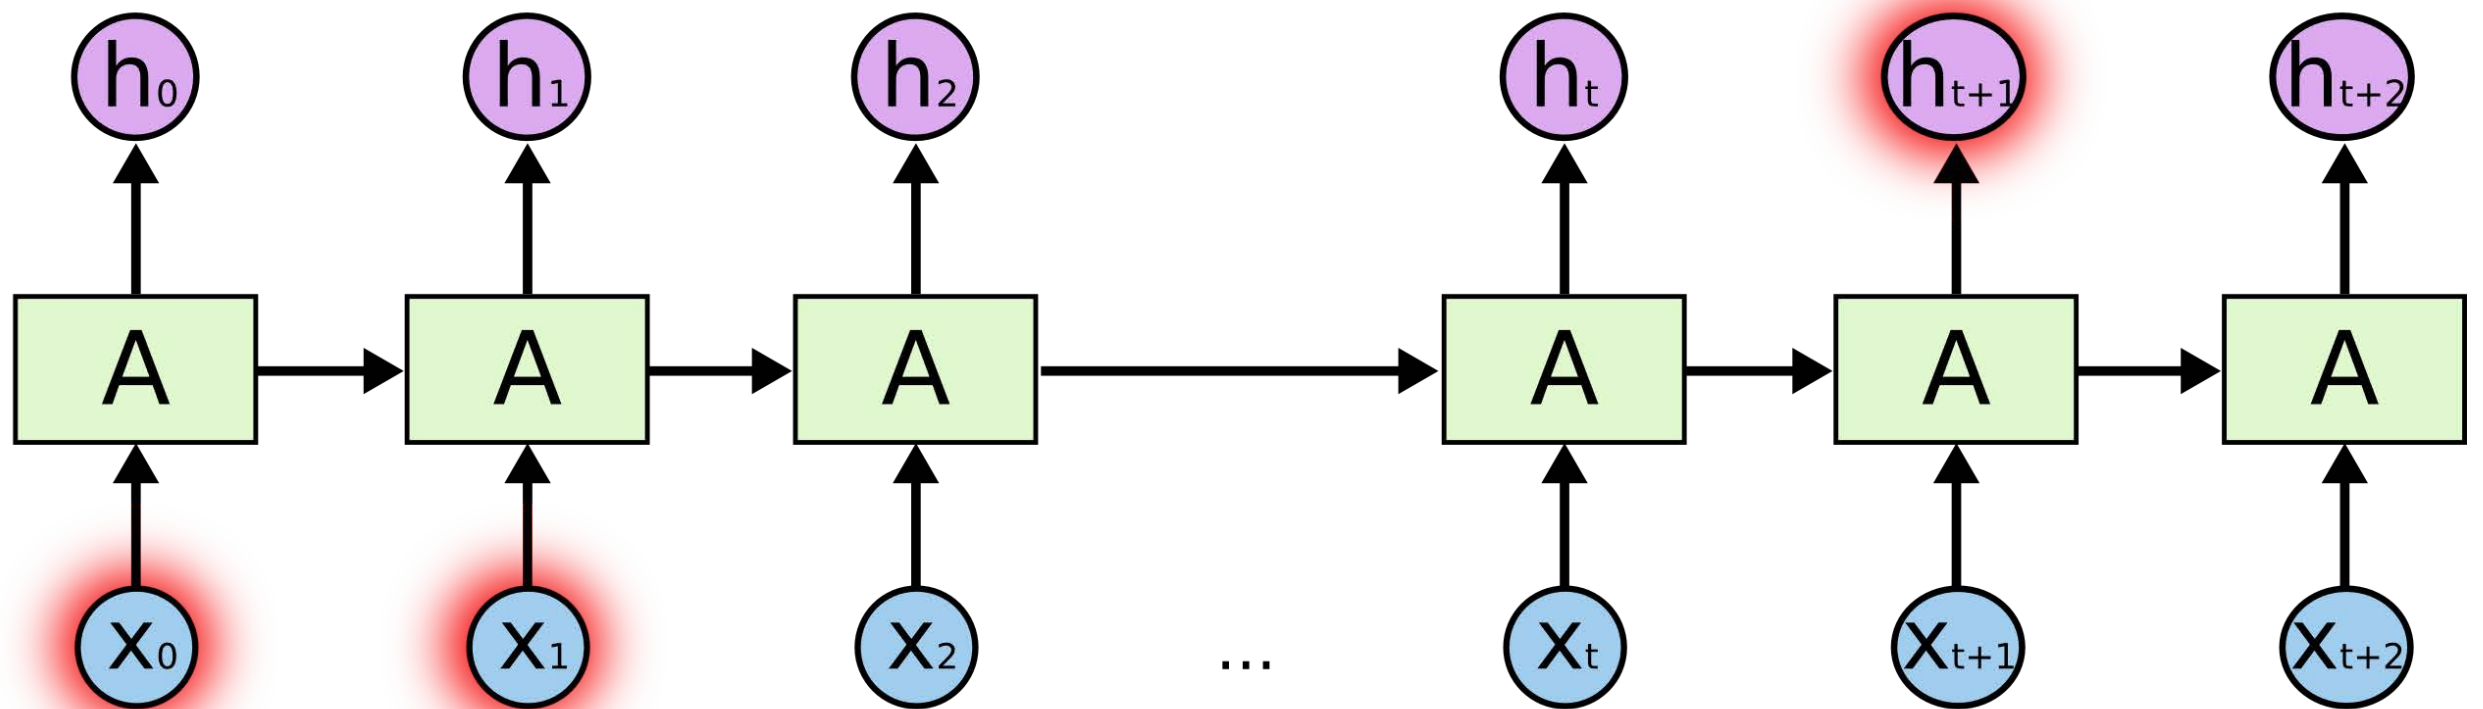 h₀ h₁ h₂ hₜ hₜ₊₁ hₜ₊₂
A A A A A A
x₀ x₁ x₂ ... xₜ xₜ₊₁ xₜ₊₂